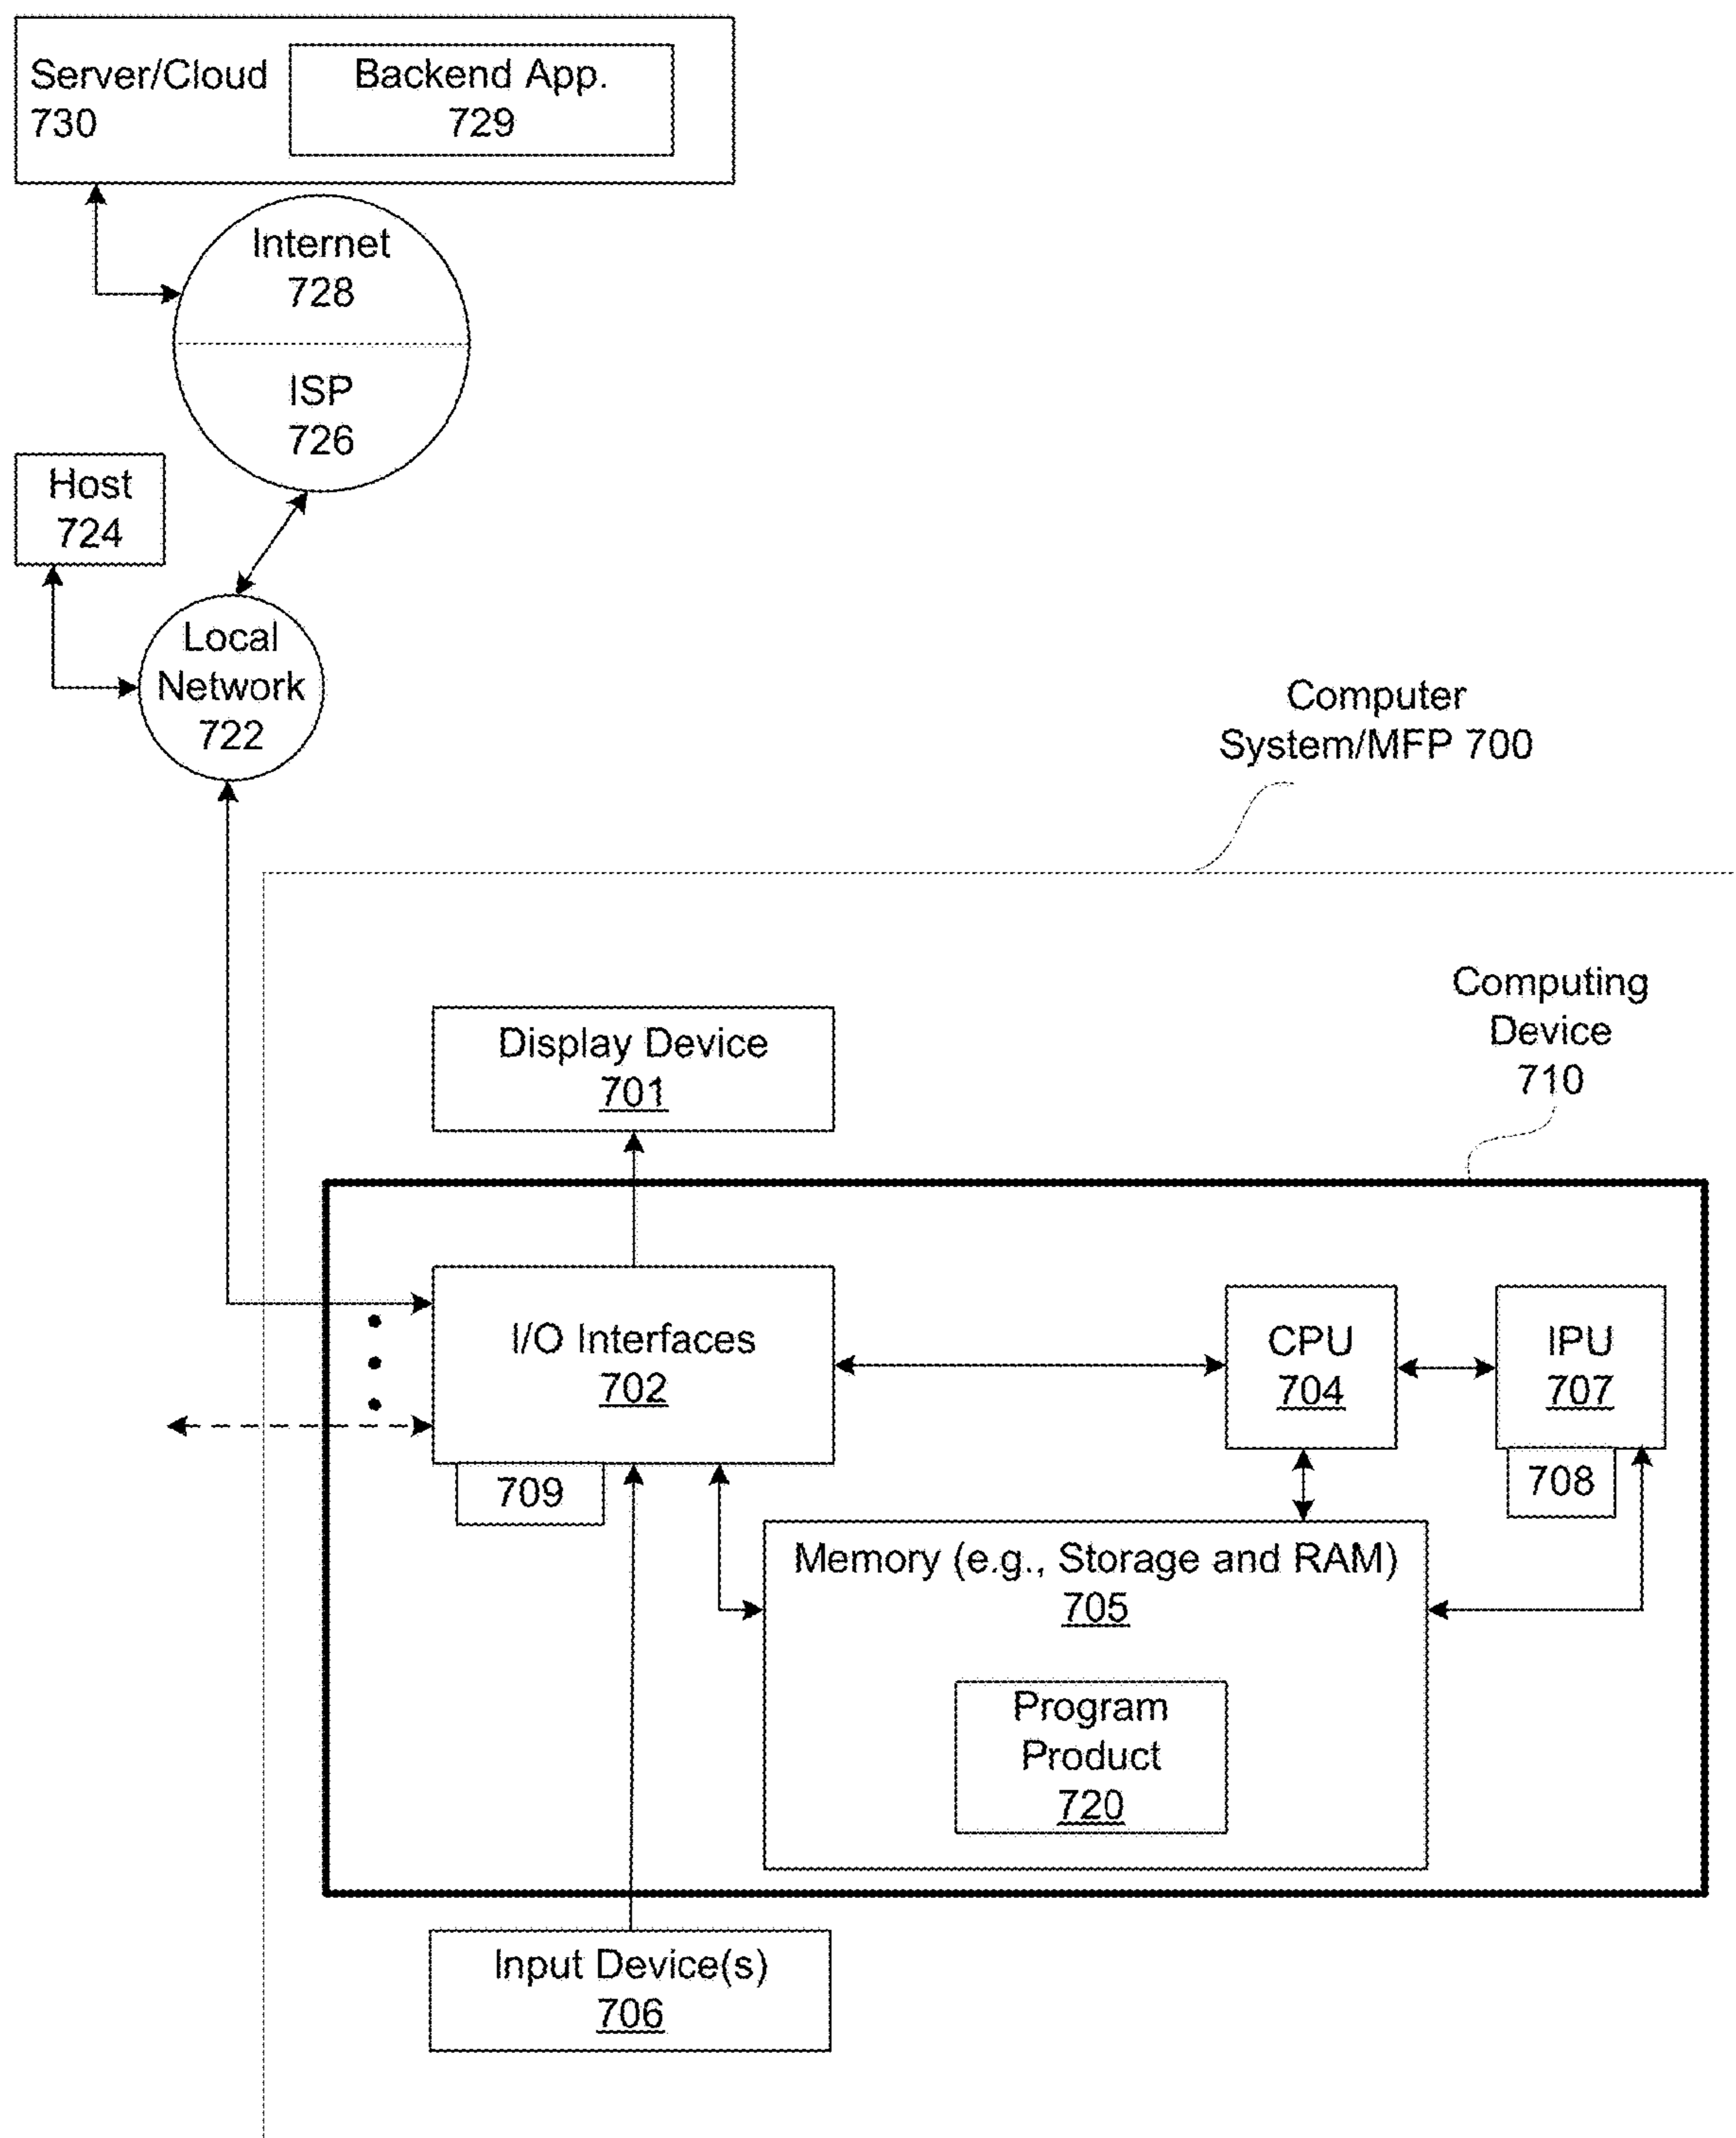 Server/Cloud
730
Backend App.
729
Internet
728
ISP
726
Host
724
Local
Network
722
Computer
System/MFP 700
Computing
Device
710
Display Device
701
I/O Interfaces
702
CPU
704
IPU
707
709
708
Memory (e.g., Storage and RAM)
705
Program
Product
720
Input Device(s)
706